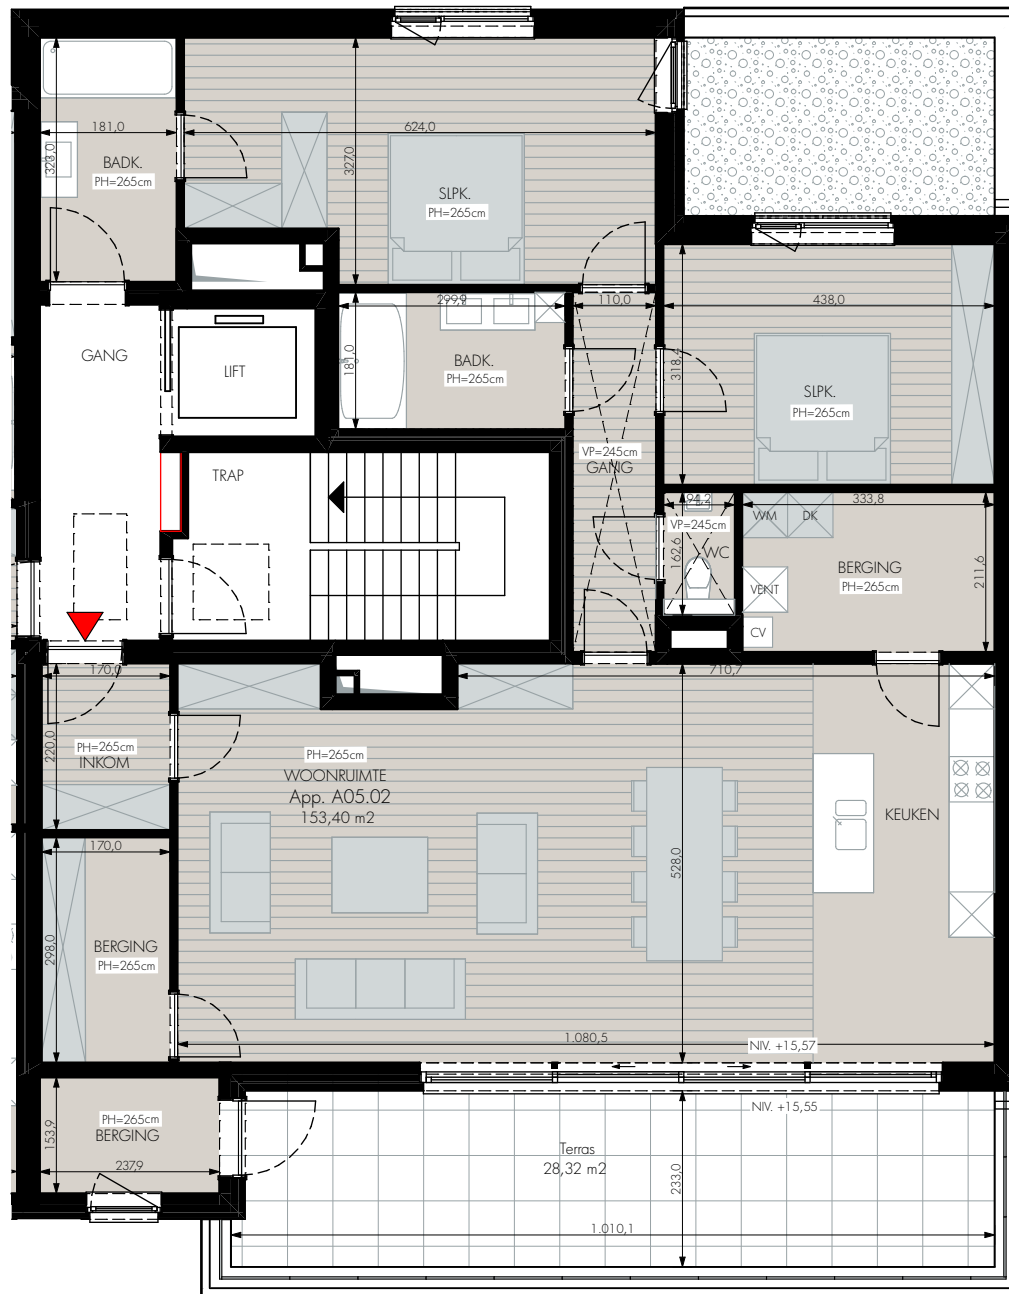 181,0
323,0
BADK.
PH=265cm
624,0
327,0
SLPK.
PH=265cm
299,9
110,0
438,0
GANG
LIFT
181,0
BADK.
PH=265cm
318,4
SLPK.
PH=265cm
VP=245cm
GANG
TRAP
94,2
VP=245cm
WC
162,6
333,8
WM
DK
BERGING
PH=265cm
211,6
VENT
CV
170,0
710,7
220,0
PH=265cm
INKOM
PH=265cm
WOONRUIMTE
App. A05.02
153,40 m2
KEUKEN
528,0
170,0
298,0
BERGING
PH=265cm
1.080,5
NIV. +15,57
NIV. +15,55
PH=265cm
BERGING
153,9
237,9
Terras
28,32 m2
233,0
1.010,1